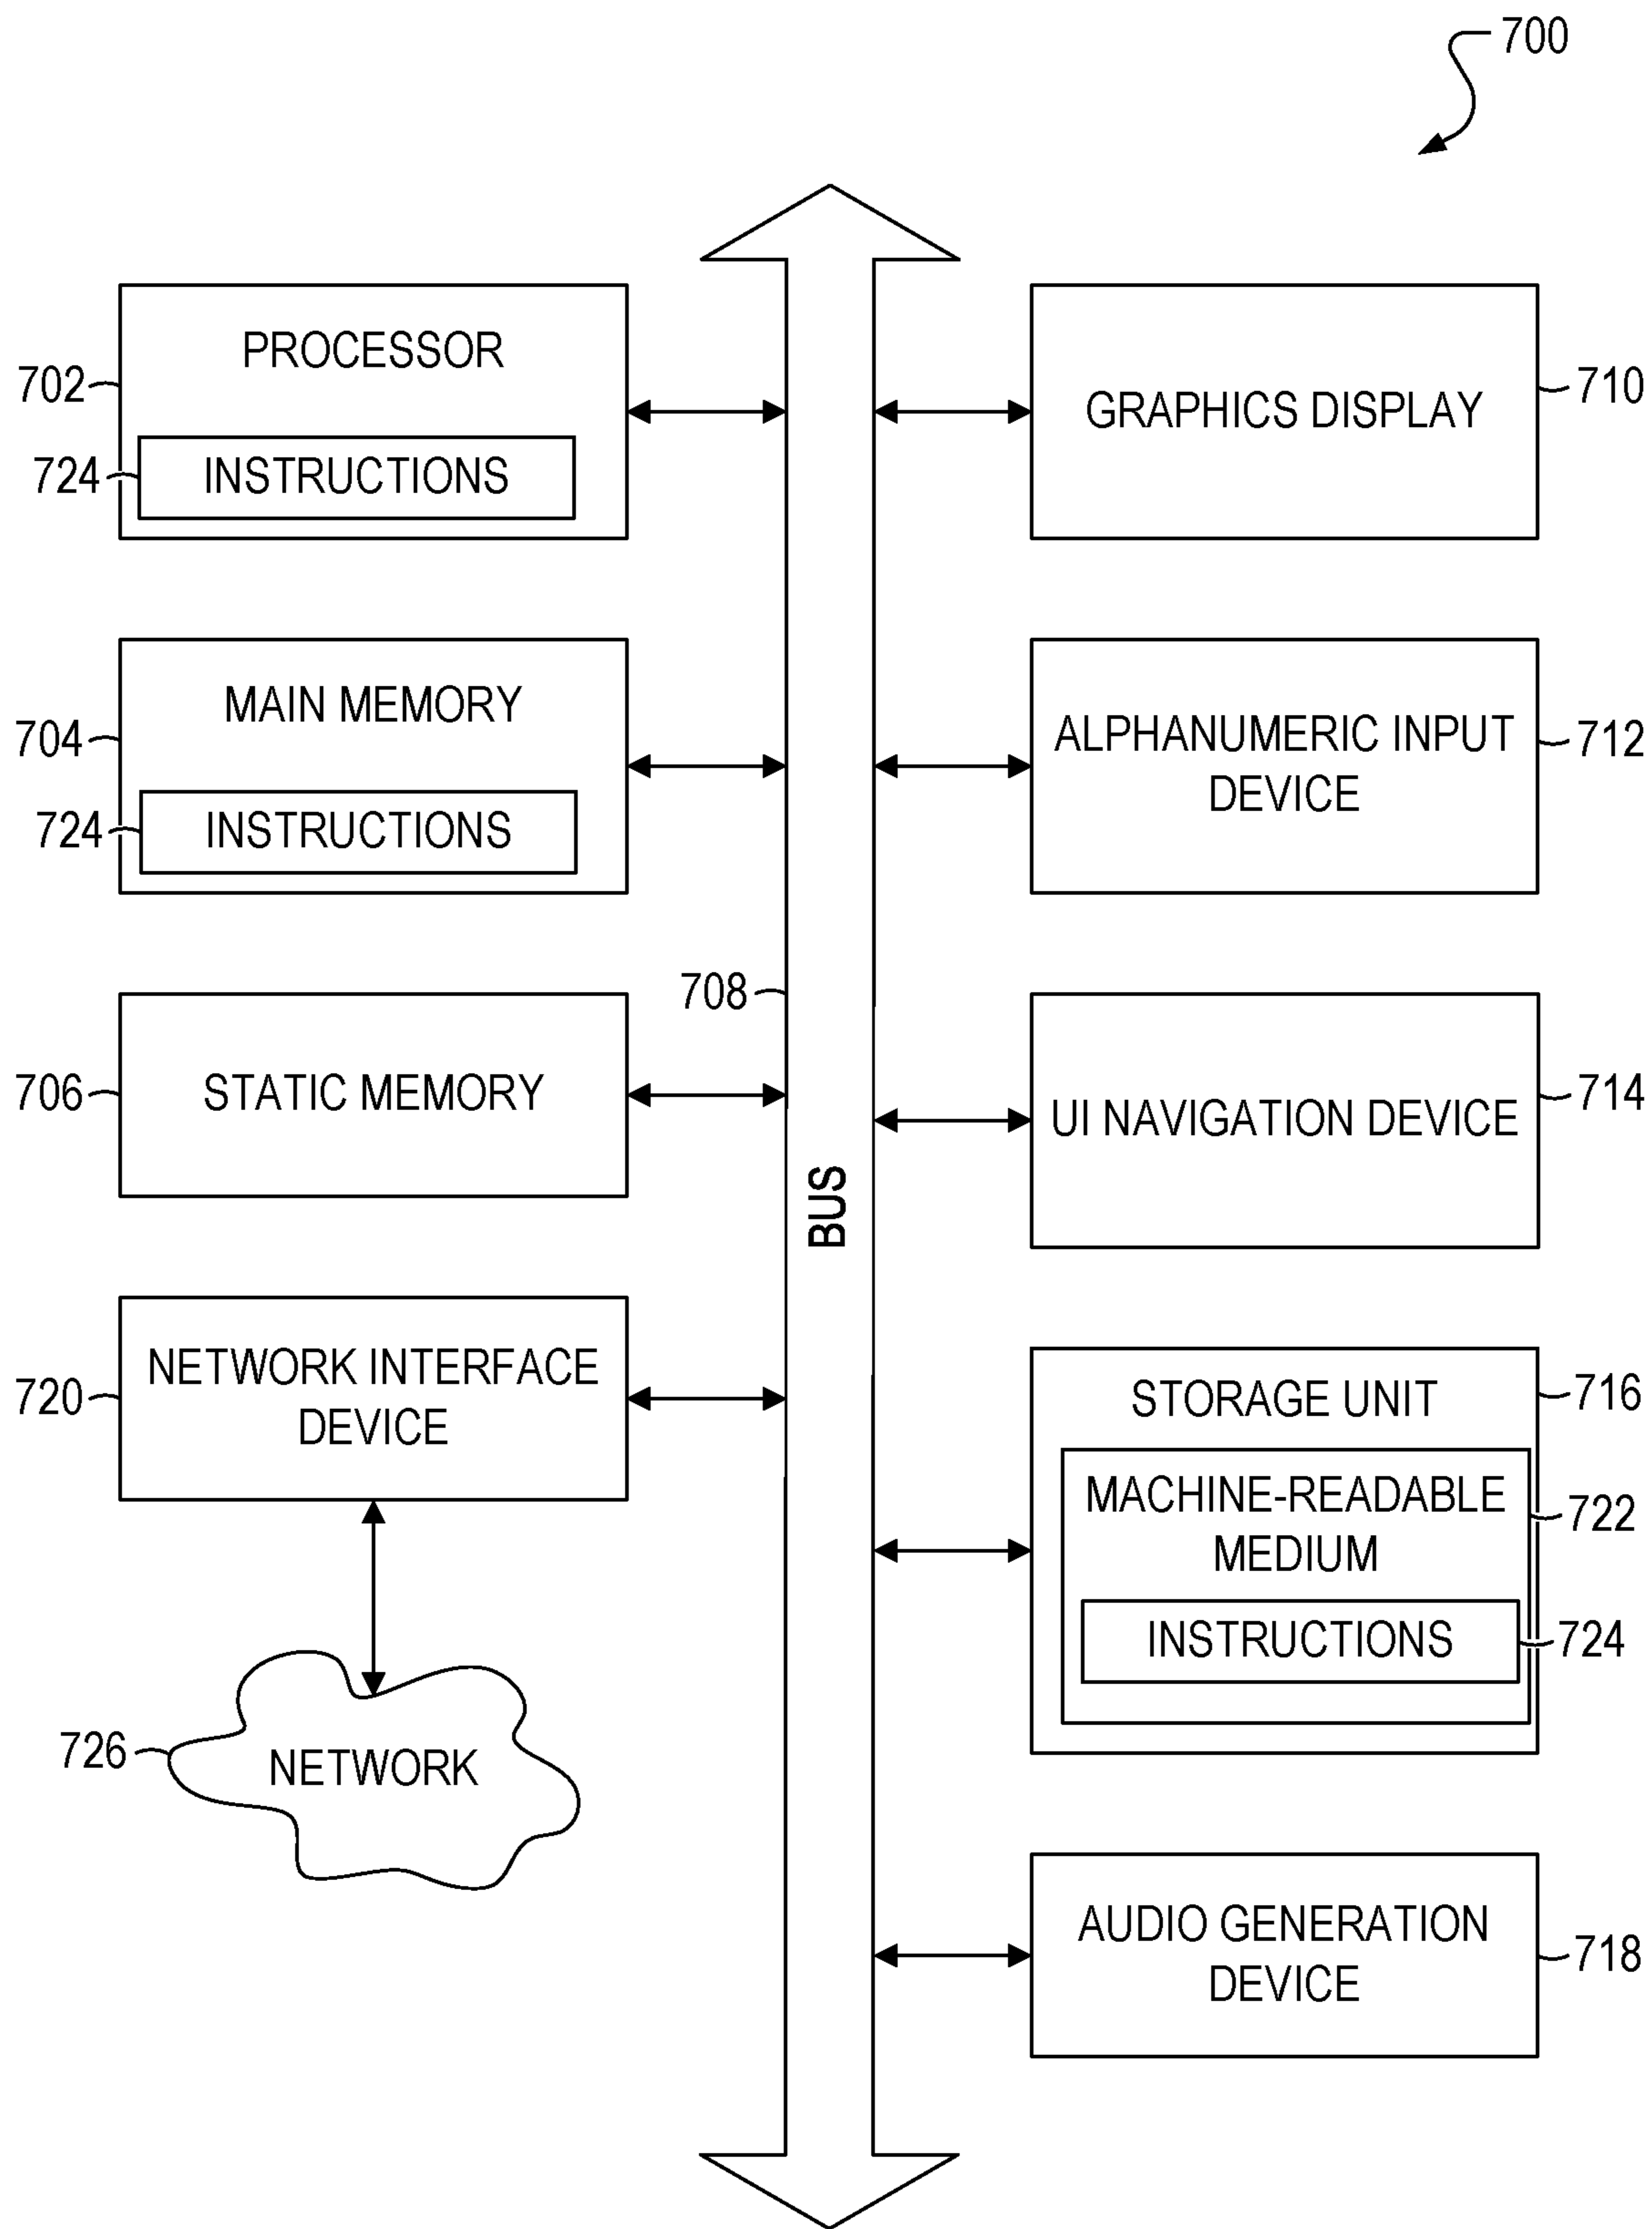 700
PROCESSOR
702
724
INSTRUCTIONS
MAIN MEMORY
704
724
INSTRUCTIONS
708
706
STATIC MEMORY
BUS
NETWORK INTERFACE
DEVICE
720
726
NETWORK
GRAPHICS DISPLAY
710
ALPHANUMERIC INPUT
DEVICE
712
714
UI NAVIGATION DEVICE
STORAGE UNIT
716
MACHINE-READABLE
MEDIUM
722
INSTRUCTIONS
724
AUDIO GENERATION
DEVICE
718